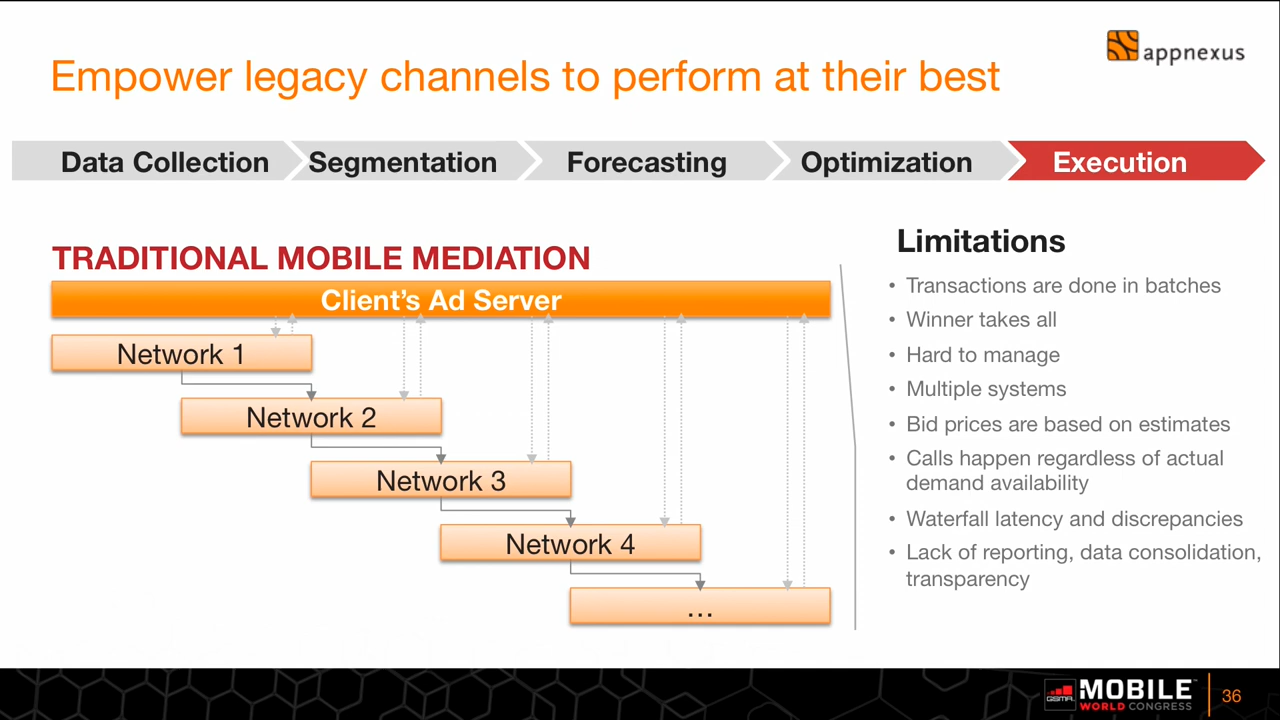 appnexus
Empower legacy channels to perform at their best
Data Collection
Segmentation
Forecasting
Optimization
Execution
TRADITIONAL MOBILE MEDIATION
Client’s Ad Server
Network 1
Network 2
Network 3
Network 4
...
Limitations
• Transactions are done in batches
• Winner takes all
• Hard to manage
• Multiple systems
• Bid prices are based on estimates
• Calls happen regardless of actual
demand availability
• Waterfall latency and discrepancies
• Lack of reporting, data consolidation,
transparency
GSMA
MOBILE
WORLD CONGRESS
36